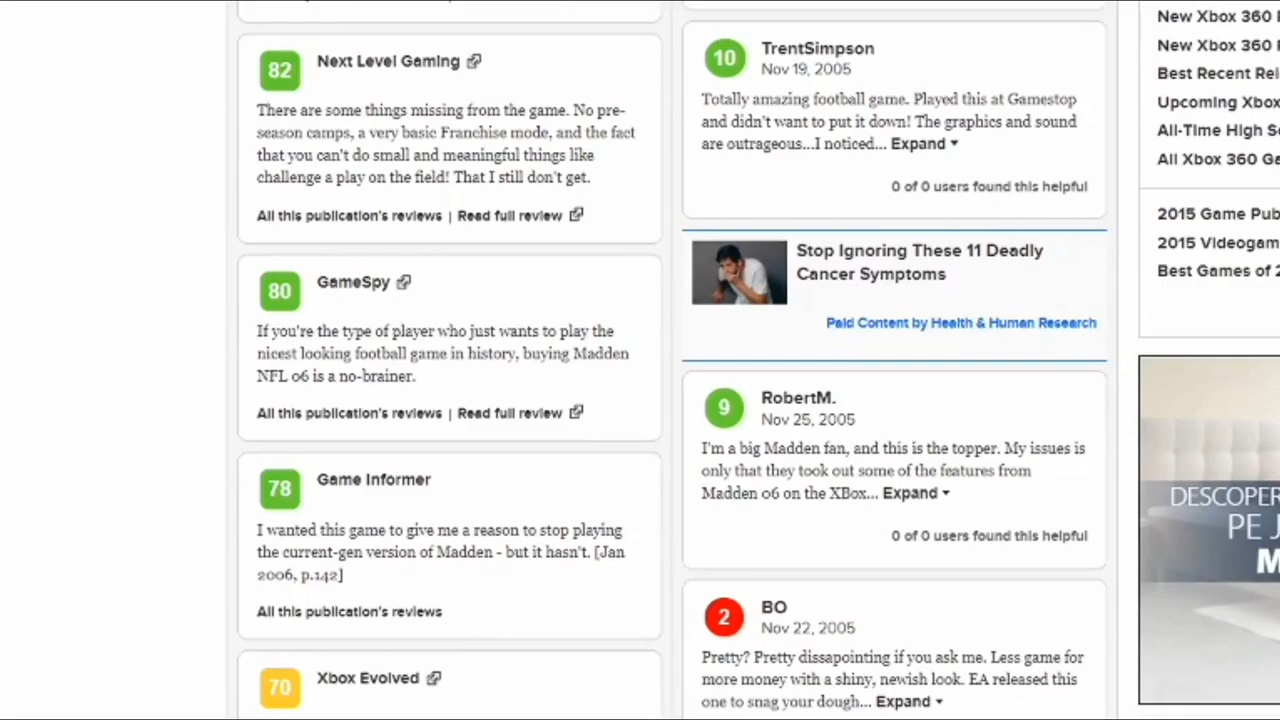 82
Next Level Gaming
There are some things missing from the game. No pre-
season camps, a very basic Franchise mode, and the fact
that you can't do small and meaningful things like
challenge a play on the field! That I still don't get.
All this publication's reviews | Read full review
80
GameSpy
If you're the type of player who just wants to play the
nicest looking football game in history, buying Madden
NFL 06 is a no-brainer.
All this publication's reviews | Read full review
78
Game Informer
I wanted this game to give me a reason to stop playing
the current-gen version of Madden - but it hasn't. [Jan
2006, p.142]
All this publication's reviews
70
Xbox Evolved
10
TrentSimpson
Nov 19, 2005
Totally amazing football game. Played this at Gamestop
and didn't want to put it down! The graphics and sound
are outrageous...I noticed... Expand
0 of 0 users found this helpful
Stop Ignoring These 11 Deadly
Cancer Symptoms
Paid Content by Health & Human Research
9
RobertM.
Nov 25, 2005
I'm a big Madden fan, and this is the topper. My issues is
only that they took out some of the features from
Madden 06 on the XBox... Expand
0 of 0 users found this helpful
2
BO
Nov 22, 2005
Pretty? Pretty dissapointing if you ask me. Less game for
more money with a shiny, newish look. EA released this
one to snag your dough... Expand
New Xbox 360
New Xbox 360
Best Recent Rel
Upcoming Xbox
All-Time High S
All Xbox 360 Ga
2015 Game Pub
2015 Videogam
Best Games of 2
DESCOPER
PE J
M